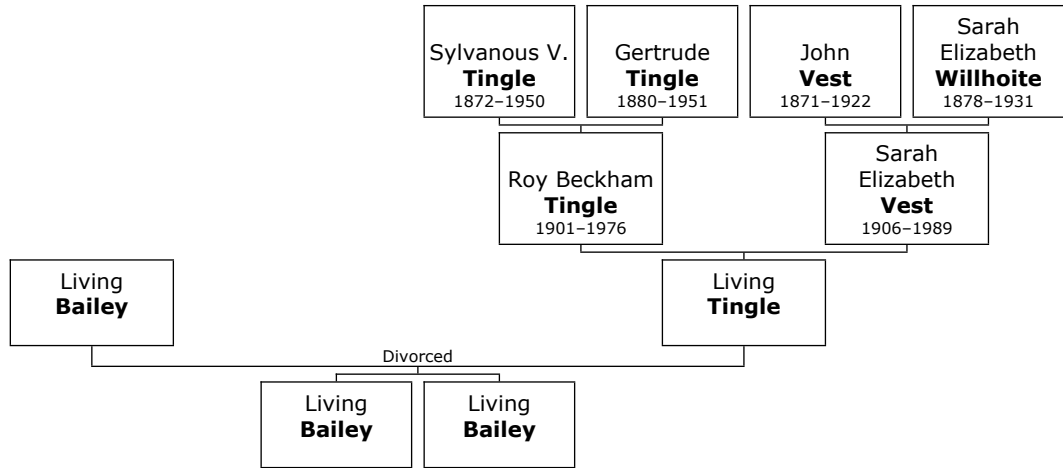 Sylvanous V.
Tingle
1872–1950
Gertrude
Tingle
1880–1951
John
Vest
1871–1922
Sarah
Elizabeth
Willhoite
1878–1931
Roy Beckham
Tingle
1901–1976
Sarah
Elizabeth
Vest
1906–1989
Living
Bailey
Living
Tingle
Divorced
Living
Bailey
Living
Bailey